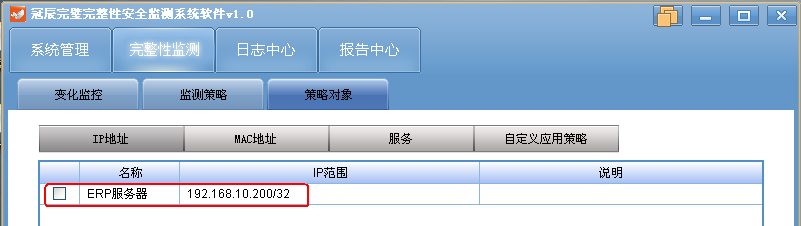 冠辰完璧完整性安全监测系统软件v1.0
系统管理 完整性监测 日志中心 报告中心
变化监控 监测策略 策略对象
IP地址 MAC地址 服务 自定义应用策略
名称 IP范围 说明
ERP服务器 192.168.10.200/32